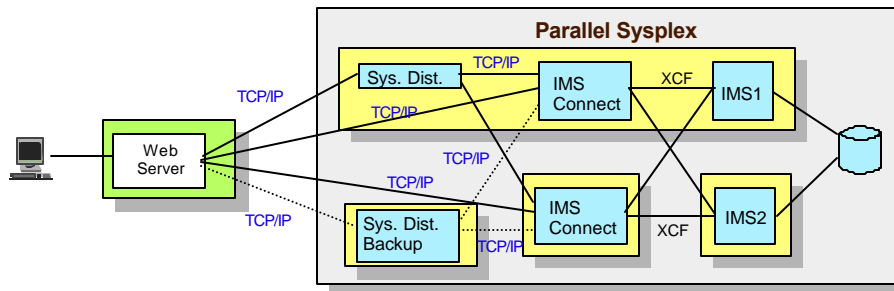 Parallel Sysplex
TCP/IP
Sys. Dist.
TCP/IP
TCP/IP
IMS
Connect
XCF
IMS1
Web
Server
TCP/IP
TCP/IP
TCP/IP
Sys. Dist.
Backup
TCP/IP
IMS
Connect
XCF
IMS2